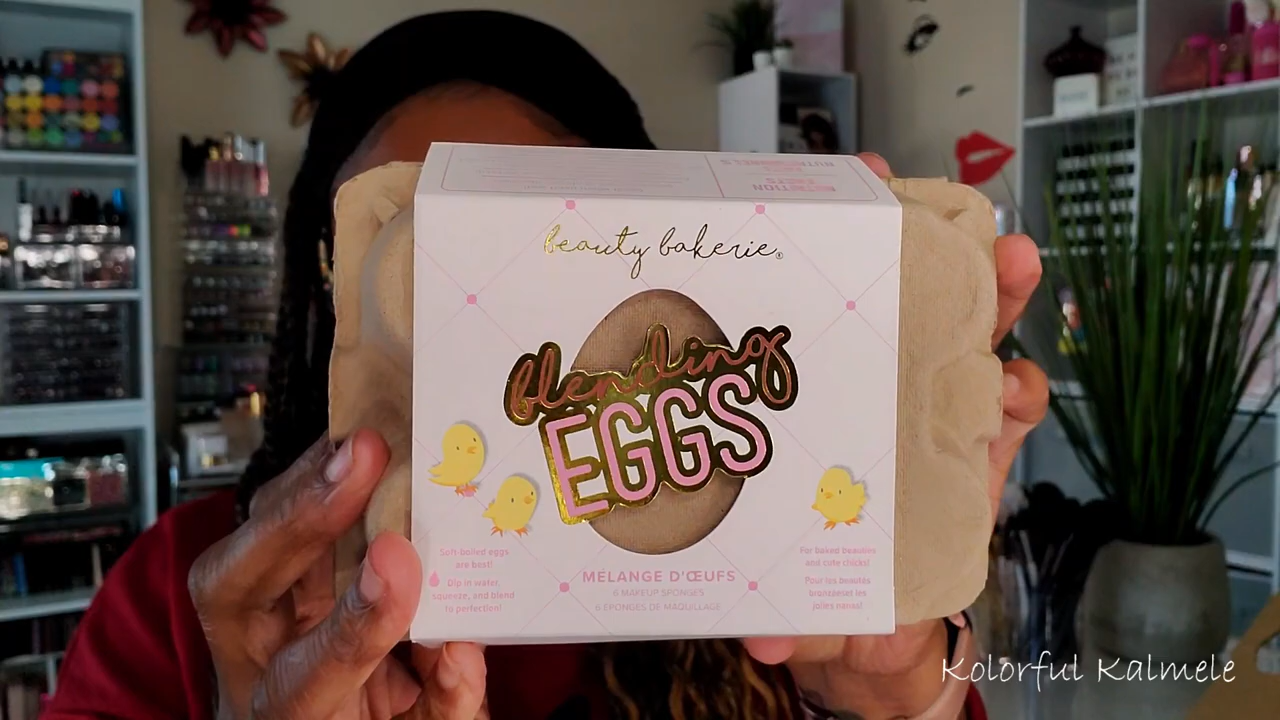 beauty bakerie®
blending
EGGS
Soft-boiled eggs
are best!
Dip in water,
squeeze, and blend
to perfection!
MÉLANGE D'ŒUFS
6 MAKEUP SPONGES
6 ÉPONGES DE MAQUILLAGE
For baked beauties
and cute chicks!
Pour les beautés
bronzées et les
jolies nanas!
Kolorful Kalmele